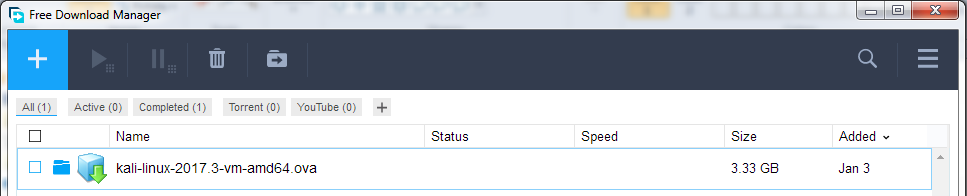 Free Download Manager
All (1) Active (0) Completed (1) Torrent (0) YouTube (0) +
Name Status Speed Size Added
kali-linux-2017.3-vm-amd64.ova 3.33 GB Jan 3